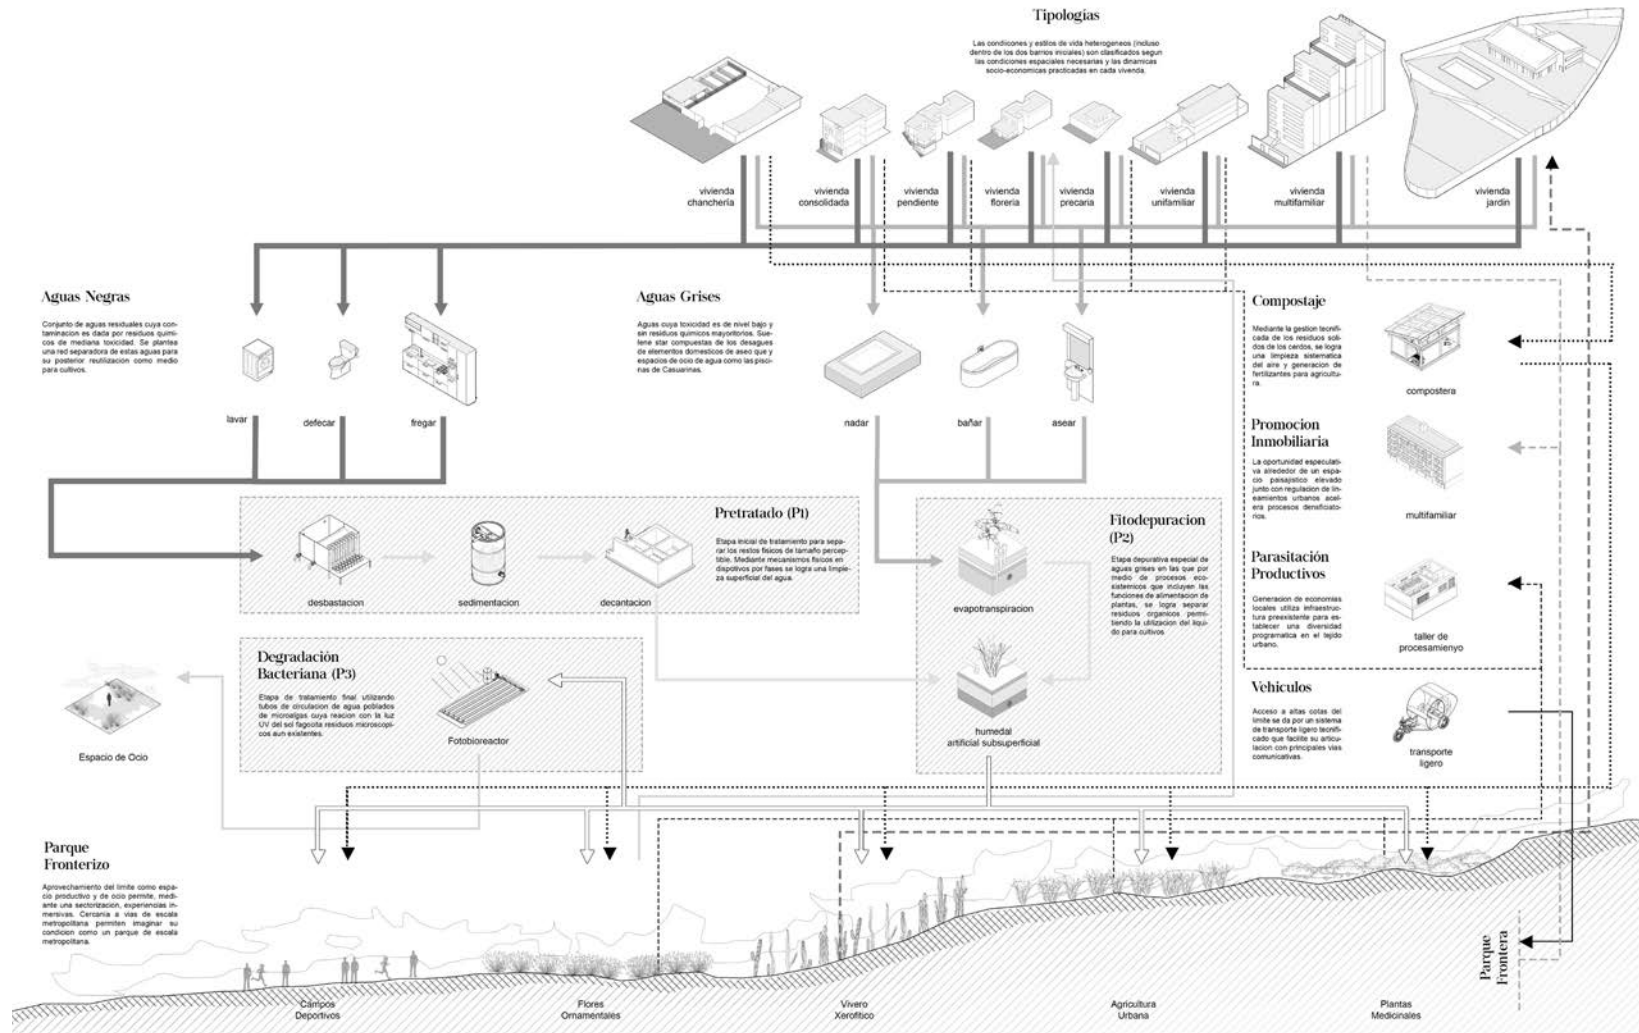 Tipologías
Las condicones y estilos de vida heterogeneos (incluso
dentro de los dos barrios iniciales) son clasificados segun
las condiciones espaciales necesarias y las dinamicas
socio-economicas practicadas en cada vivenda.
vivienda
chanchería
vivienda
consolidada
vivienda
pendiente
vivienda
floreria
vivienda
precaria
vivienda
unifamiliar
vivienda
multifamiliar
vivienda
jardin
Aguas Negras
Conjunto de aguas residuales cuya con-
taminacion es dada por residuos quimi-
cos de mediana toxicidad. Se plantea
una red separadora de estas aguas para
su posterior reutilización como medio
para cultivos.
lavar
defecar
fregar
Aguas Grises
Aguas cuya toxicidad es de nivel bajo y
sin residuos químicos mayoritorios. Sue-
lene star compuestas de los desagues
de elementos domesticos de aseo que y
espacios de ocio de agua como las pisci-
nas de Casuarinas.
nadar
bañar
asear
Compostaje
Mediante la gestion tecnifi-
cada de los residuos soli-
dos de los cerdos, se logra
una limpieza sistematica
del aire y generacion de
fertilizantes para agricultu-
ra.
compostera
Promocion
Inmobiliaria
La oportunidad especulati-
va alrededor de un espa-
cio paisajistico elevado
junto con regulacion de lin-
eamientos urbanos acel-
era procesos densificato-
rios.
multifamiliar
Parasitación
Productivos
Generacion de economias
locales utiliza infraestruc-
tura preexistente para es-
tablecer una diversidad
programatica en el tejido
urbano.
taller de
procesamienyo
Vehiculos
Acceso a altas cotas del
limite se da por un sistema
de transporte ligero tecnifi-
cado que facilite su articu-
lacion con principales vias
comunicativas.
transporte
ligero
Pretratado (P1)
Etapa inicial de tratamiento para sepa-
rar los restos fisicos de tamaño percep-
tible. Mediante mecanismos fisicos en
dispotivos por fases se logra una limpie-
za superficial del agua.
desbastacion
sedimentacion
decantacion
Fitodepuracion
(P2)
Etapa depurativa especial de
aguas grises en las que por
medio de procesos eco-
sistemicos que incluyen las
funciones de alimentacion de
plantas, se logra separar
residuos organicos permi-
tiendo la utilizacion del liqui-
do para cultivos
evapotranspiracion
humedal
artificial subsuperficial
Degradación
Bacteriana (P3)
Etapa de tratamiento final utilizando
tubos de circulacion de agua poblados
de microalgas cuya reacion con la luz
UV del sol fagocita residuos microscopi-
cos aun existentes.
Fotobioreactor
Espacio de Ocio
Parque
Fronterizo
Aprovechamiento del limite como espa-
cio productivo y de ocio permite, medi-
ante una sectorización, experiencias in-
mersivas. Cercania a vias de escala
metropolitana permiten imaginar su
condicion como un parque de escala
metropolitana.
Parque
Frontera
Campos
Deportivos
Flores
Ornamentales
Vivero
Xerofitico
Agricultura
Urbana
Plantas
Medicinales